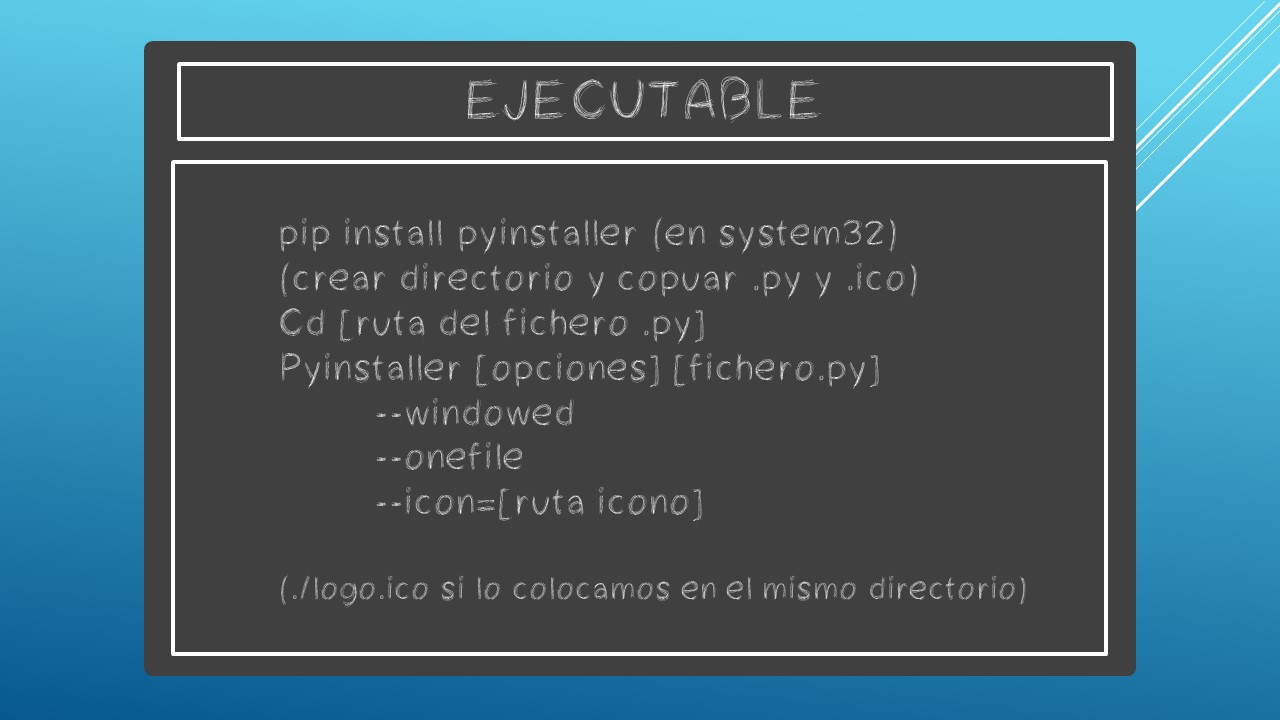 EJECUTABLE
pip install pyinstaller (en system32)
(crear directorio y copuar .py y .ico)
Cd [ruta del fichero .py]
Pyinstaller [opciones] [fichero.py]
--windowed
--onefile
--icon=[ruta icono]
(./logo.ico si lo colocamos en el mismo directorio)